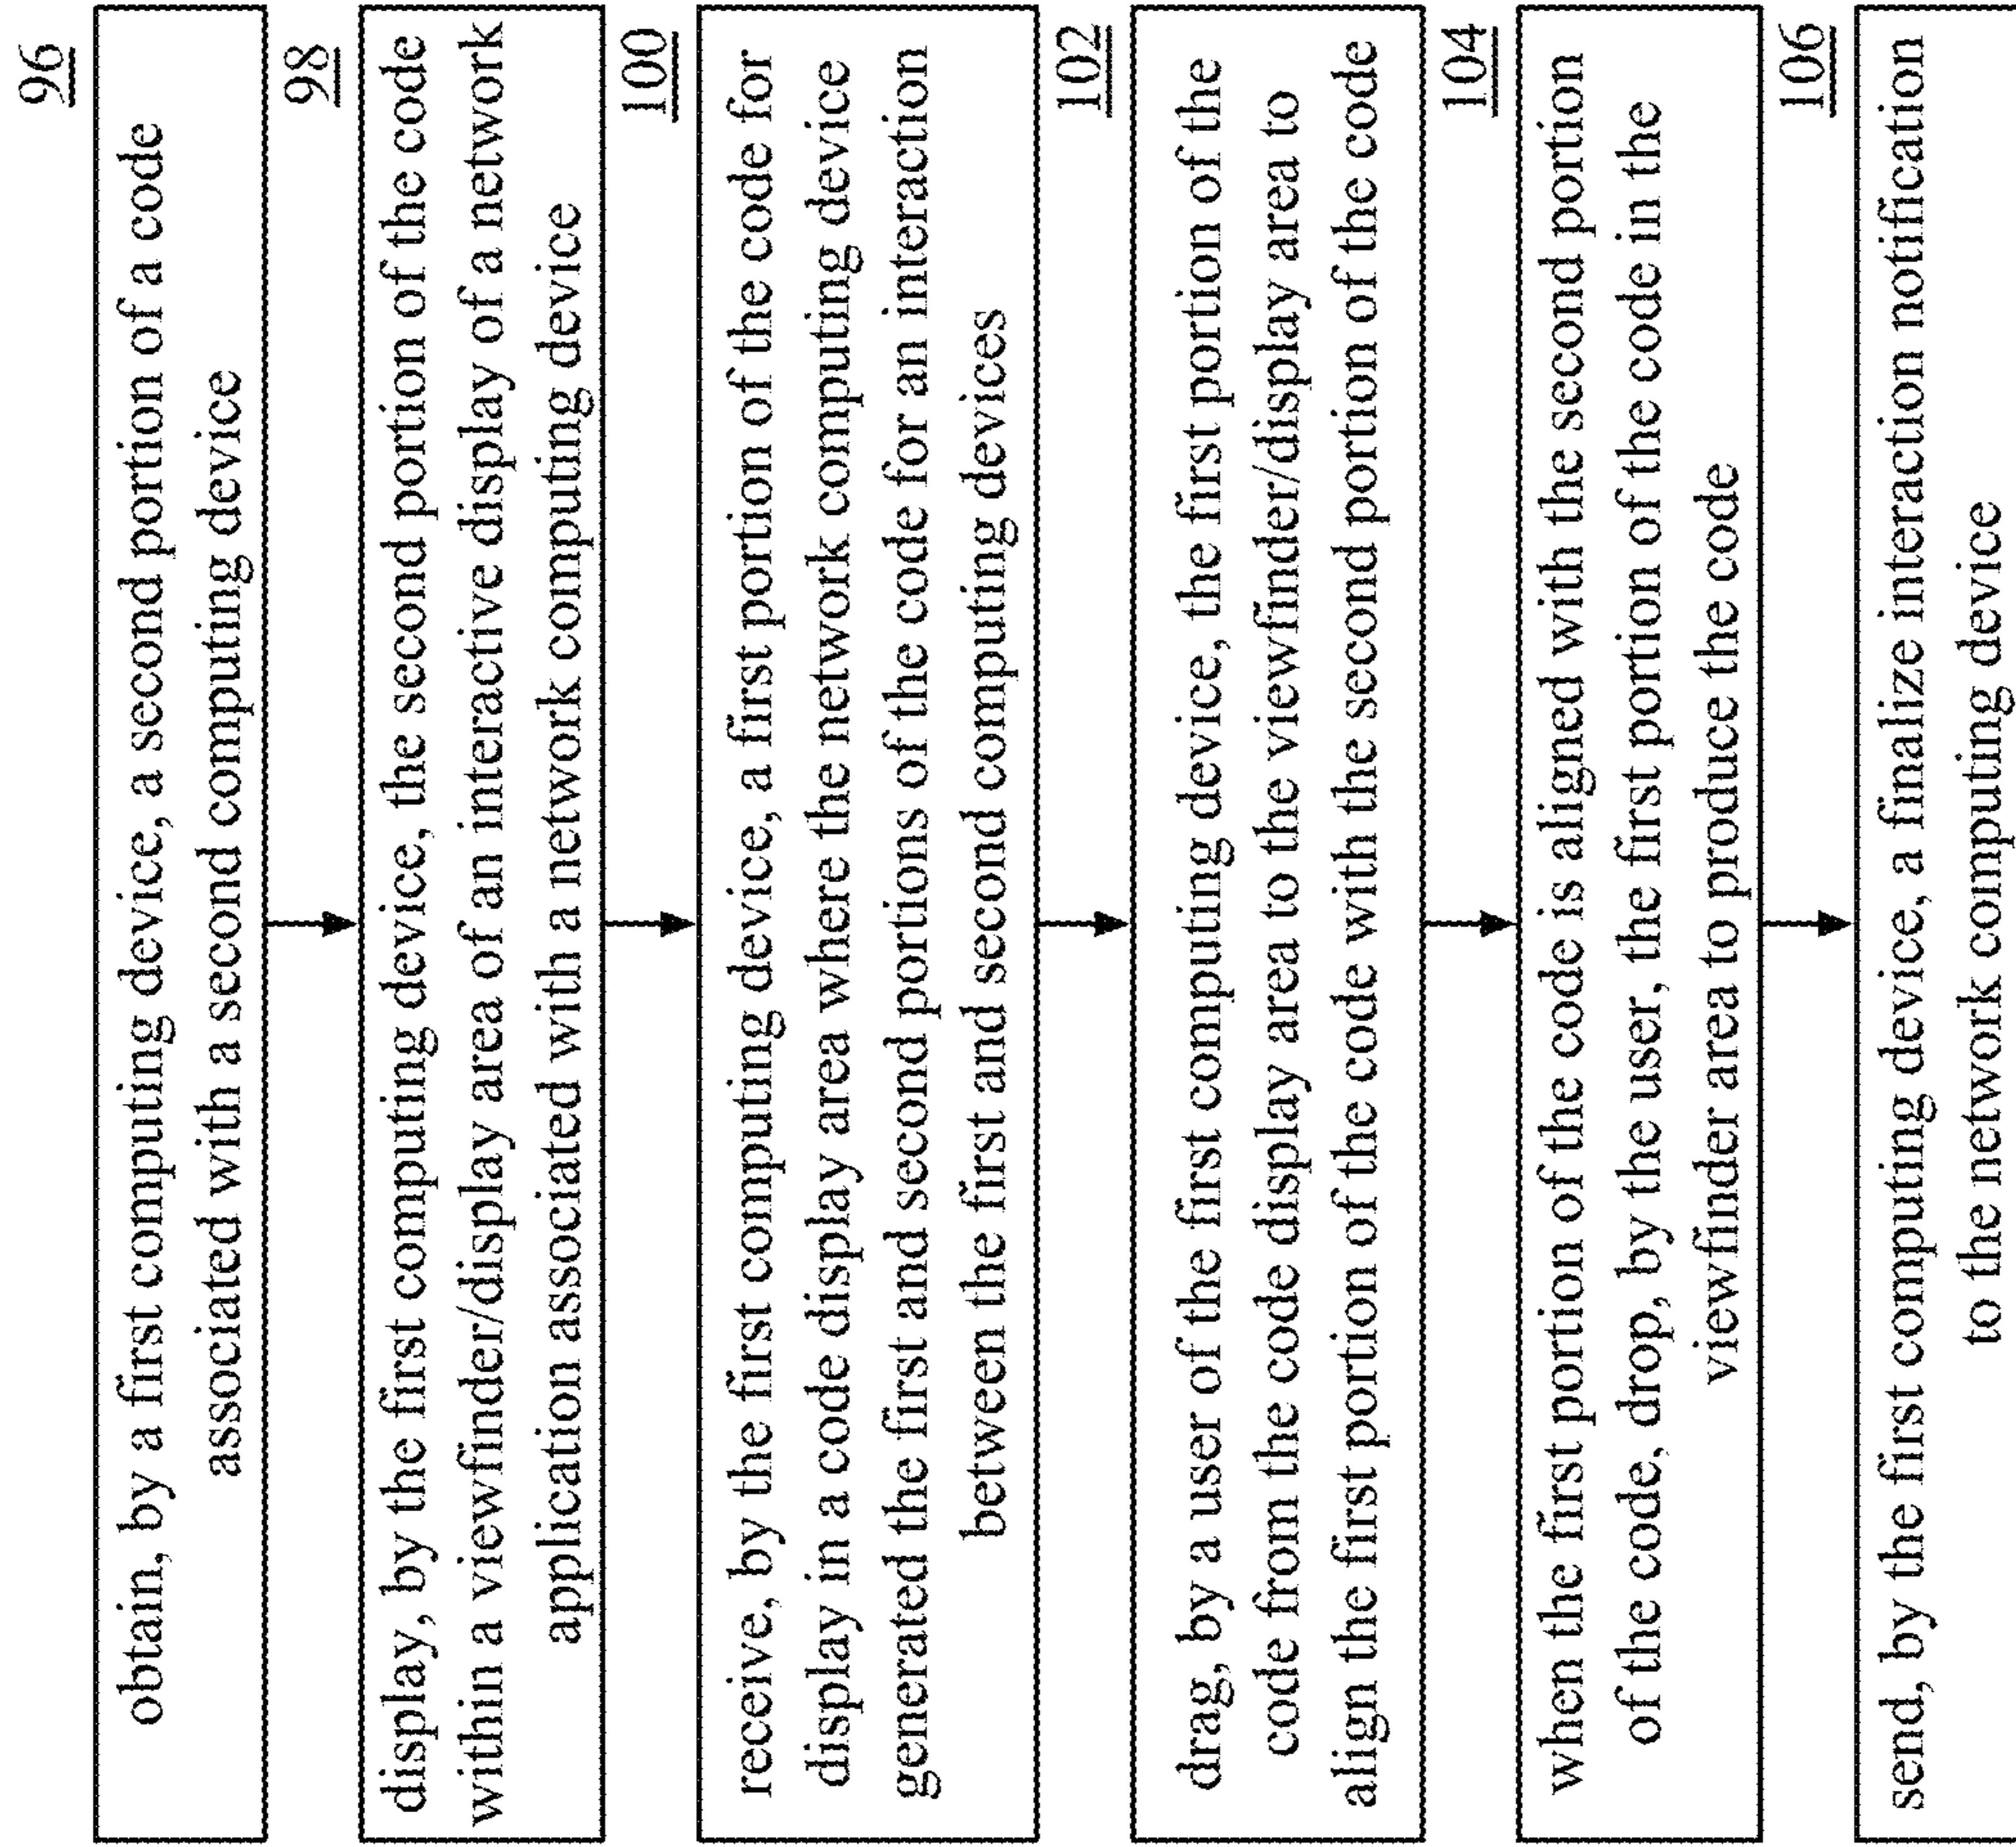 96
obtain, by a first computing device, a second portion of a code
associated with a second computing device
98
display, by the first computing device, the second portion of the code
within a viewfinder/display area of an interactive display of a network
application associated with a network computing device
100
receive, by the first computing device, a first portion of the code for
display in a code display area where the network computing device
generated the first and second portions of the code for an interaction
between the first and second computing devices
102
drag, by a user of the first computing device, the first portion of the
code from the code display area to the viewfinder/display area to
align the first portion of the code with the second portion of the code
104
when the first portion of the code is aligned with the second portion
of the code, drop, by the user, the first portion of the code in the
viewfinder area to produce the code
106
send, by the first computing device, a finalize interaction notification
to the network computing device